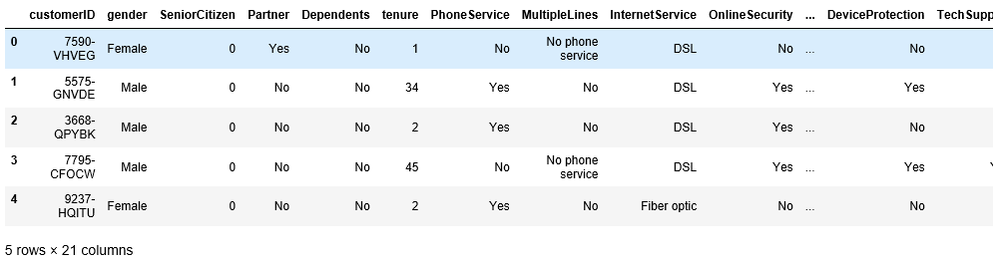 customerID gender SeniorCitizen Partner Dependents tenure PhoneService MultipleLines InternetService OnlineSecurity ... DeviceProtection TechSupp
0 7590-VHVEG Female 0 Yes No 1 No No phone service DSL No ... No
1 5575-GNVDE Male 0 No No 34 Yes No DSL Yes ... Yes
2 3668-QPYBK Male 0 No No 2 Yes No DSL Yes ... No
3 7795-CFOCW Male 0 No No 45 No No phone service DSL Yes ... Yes
4 9237-HQITU Female 0 No No 2 Yes No Fiber optic No ... No
5 rows × 21 columns